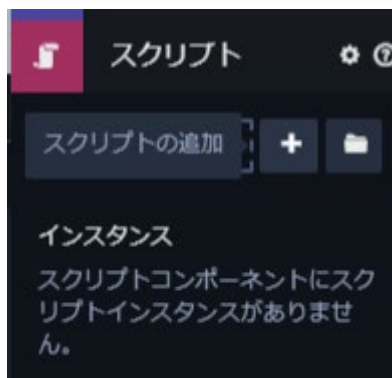 スクリプト
スクリプトの追加
インスタンス
スクリプトコンポーネントにスク
リプトインスタンスがありませ
ん。